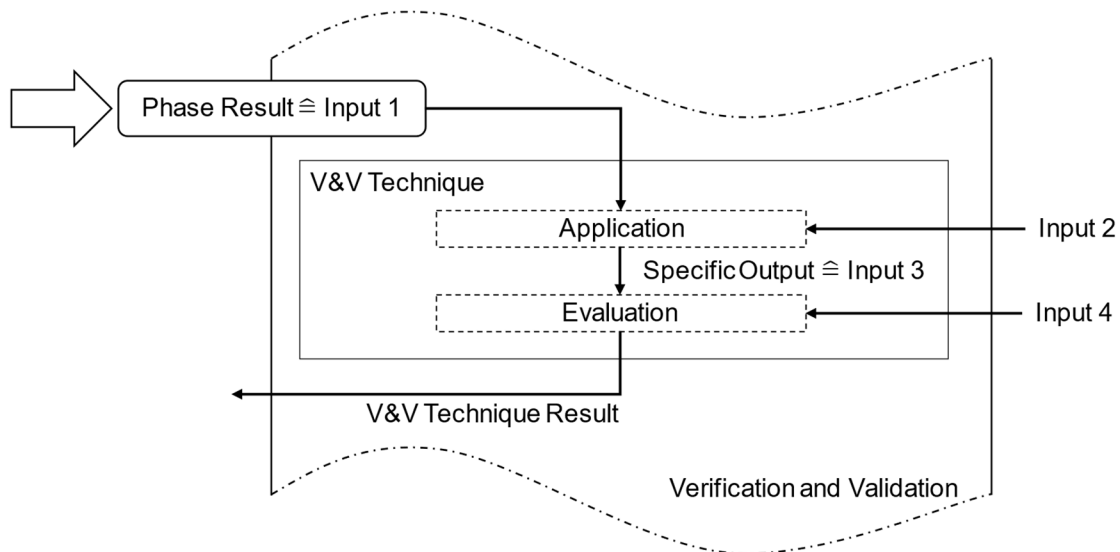 Phase Result ≙ Input 1
V&V Technique
Application
Input 2
Specific Output ≙ Input 3
Evaluation
Input 4
V&V Technique Result
Verification and Validation